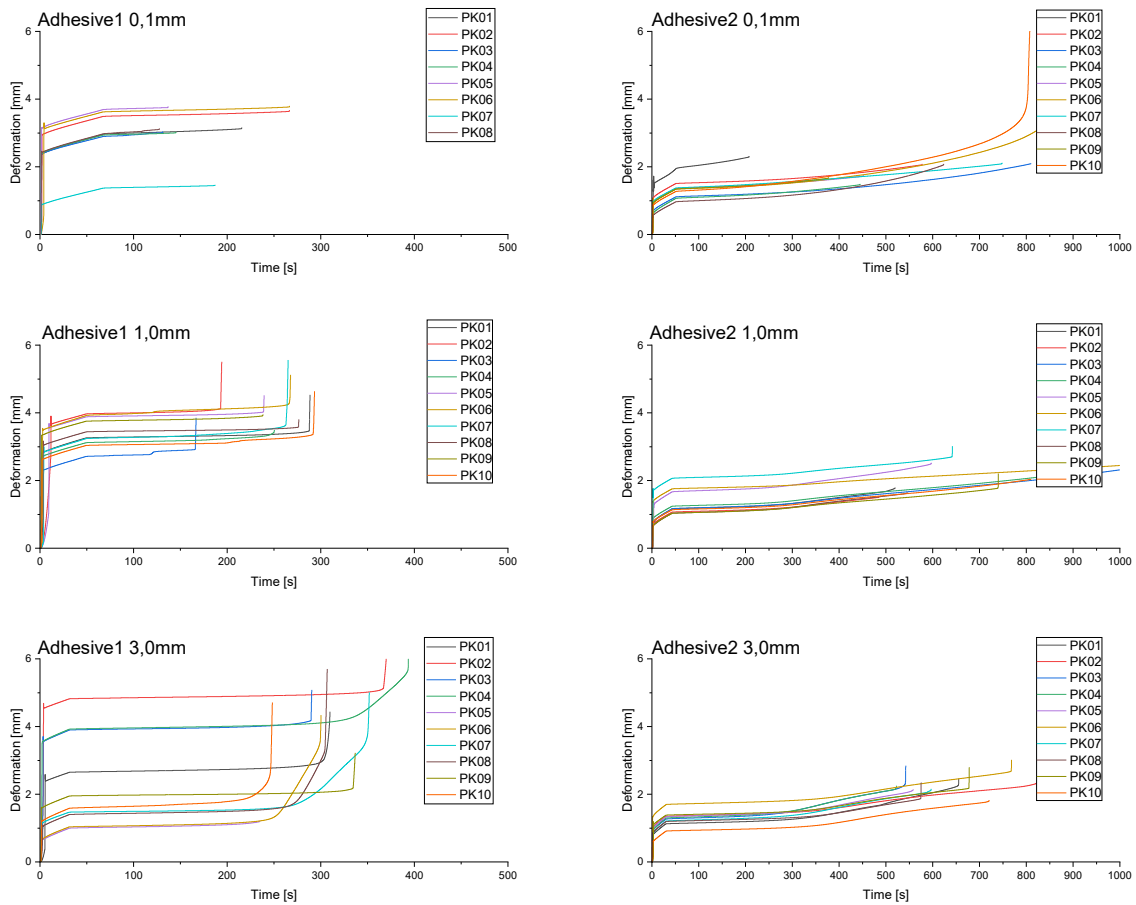 Adhesive1 0,1mm
Deformation [mm]
6
4
2
0
0 100 200 300 400 500
Time [s]
PK01
PK02
PK03
PK04
PK05
PK06
PK07
PK08
Adhesive2 0,1mm
Deformation [mm]
6
4
2
0
0 100 200 300 400 500 600 700 800 900 1000
Time [s]
PK01
PK02
PK03
PK04
PK05
PK06
PK07
PK08
PK09
PK10
Adhesive1 1,0mm
Deformation [mm]
6
4
2
0
0 100 200 300 400 500
Time [s]
PK01
PK02
PK03
PK04
PK05
PK06
PK07
PK08
PK09
PK10
Adhesive2 1,0mm
Deformation [mm]
6
4
2
0
0 100 200 300 400 500 600 700 800 900 1000
Time [s]
PK01
PK02
PK03
PK04
PK05
PK06
PK07
PK08
PK09
PK10
Adhesive1 3,0mm
Deformation [mm]
6
4
2
0
0 100 200 300 400 500
Time [s]
PK01
PK02
PK03
PK04
PK05
PK06
PK07
PK08
PK09
PK10
Adhesive2 3,0mm
Deformation [mm]
6
4
2
0
0 100 200 300 400 500 600 700 800 900 1000
Time [s]
PK01
PK02
PK03
PK04
PK05
PK06
PK07
PK08
PK09
PK10